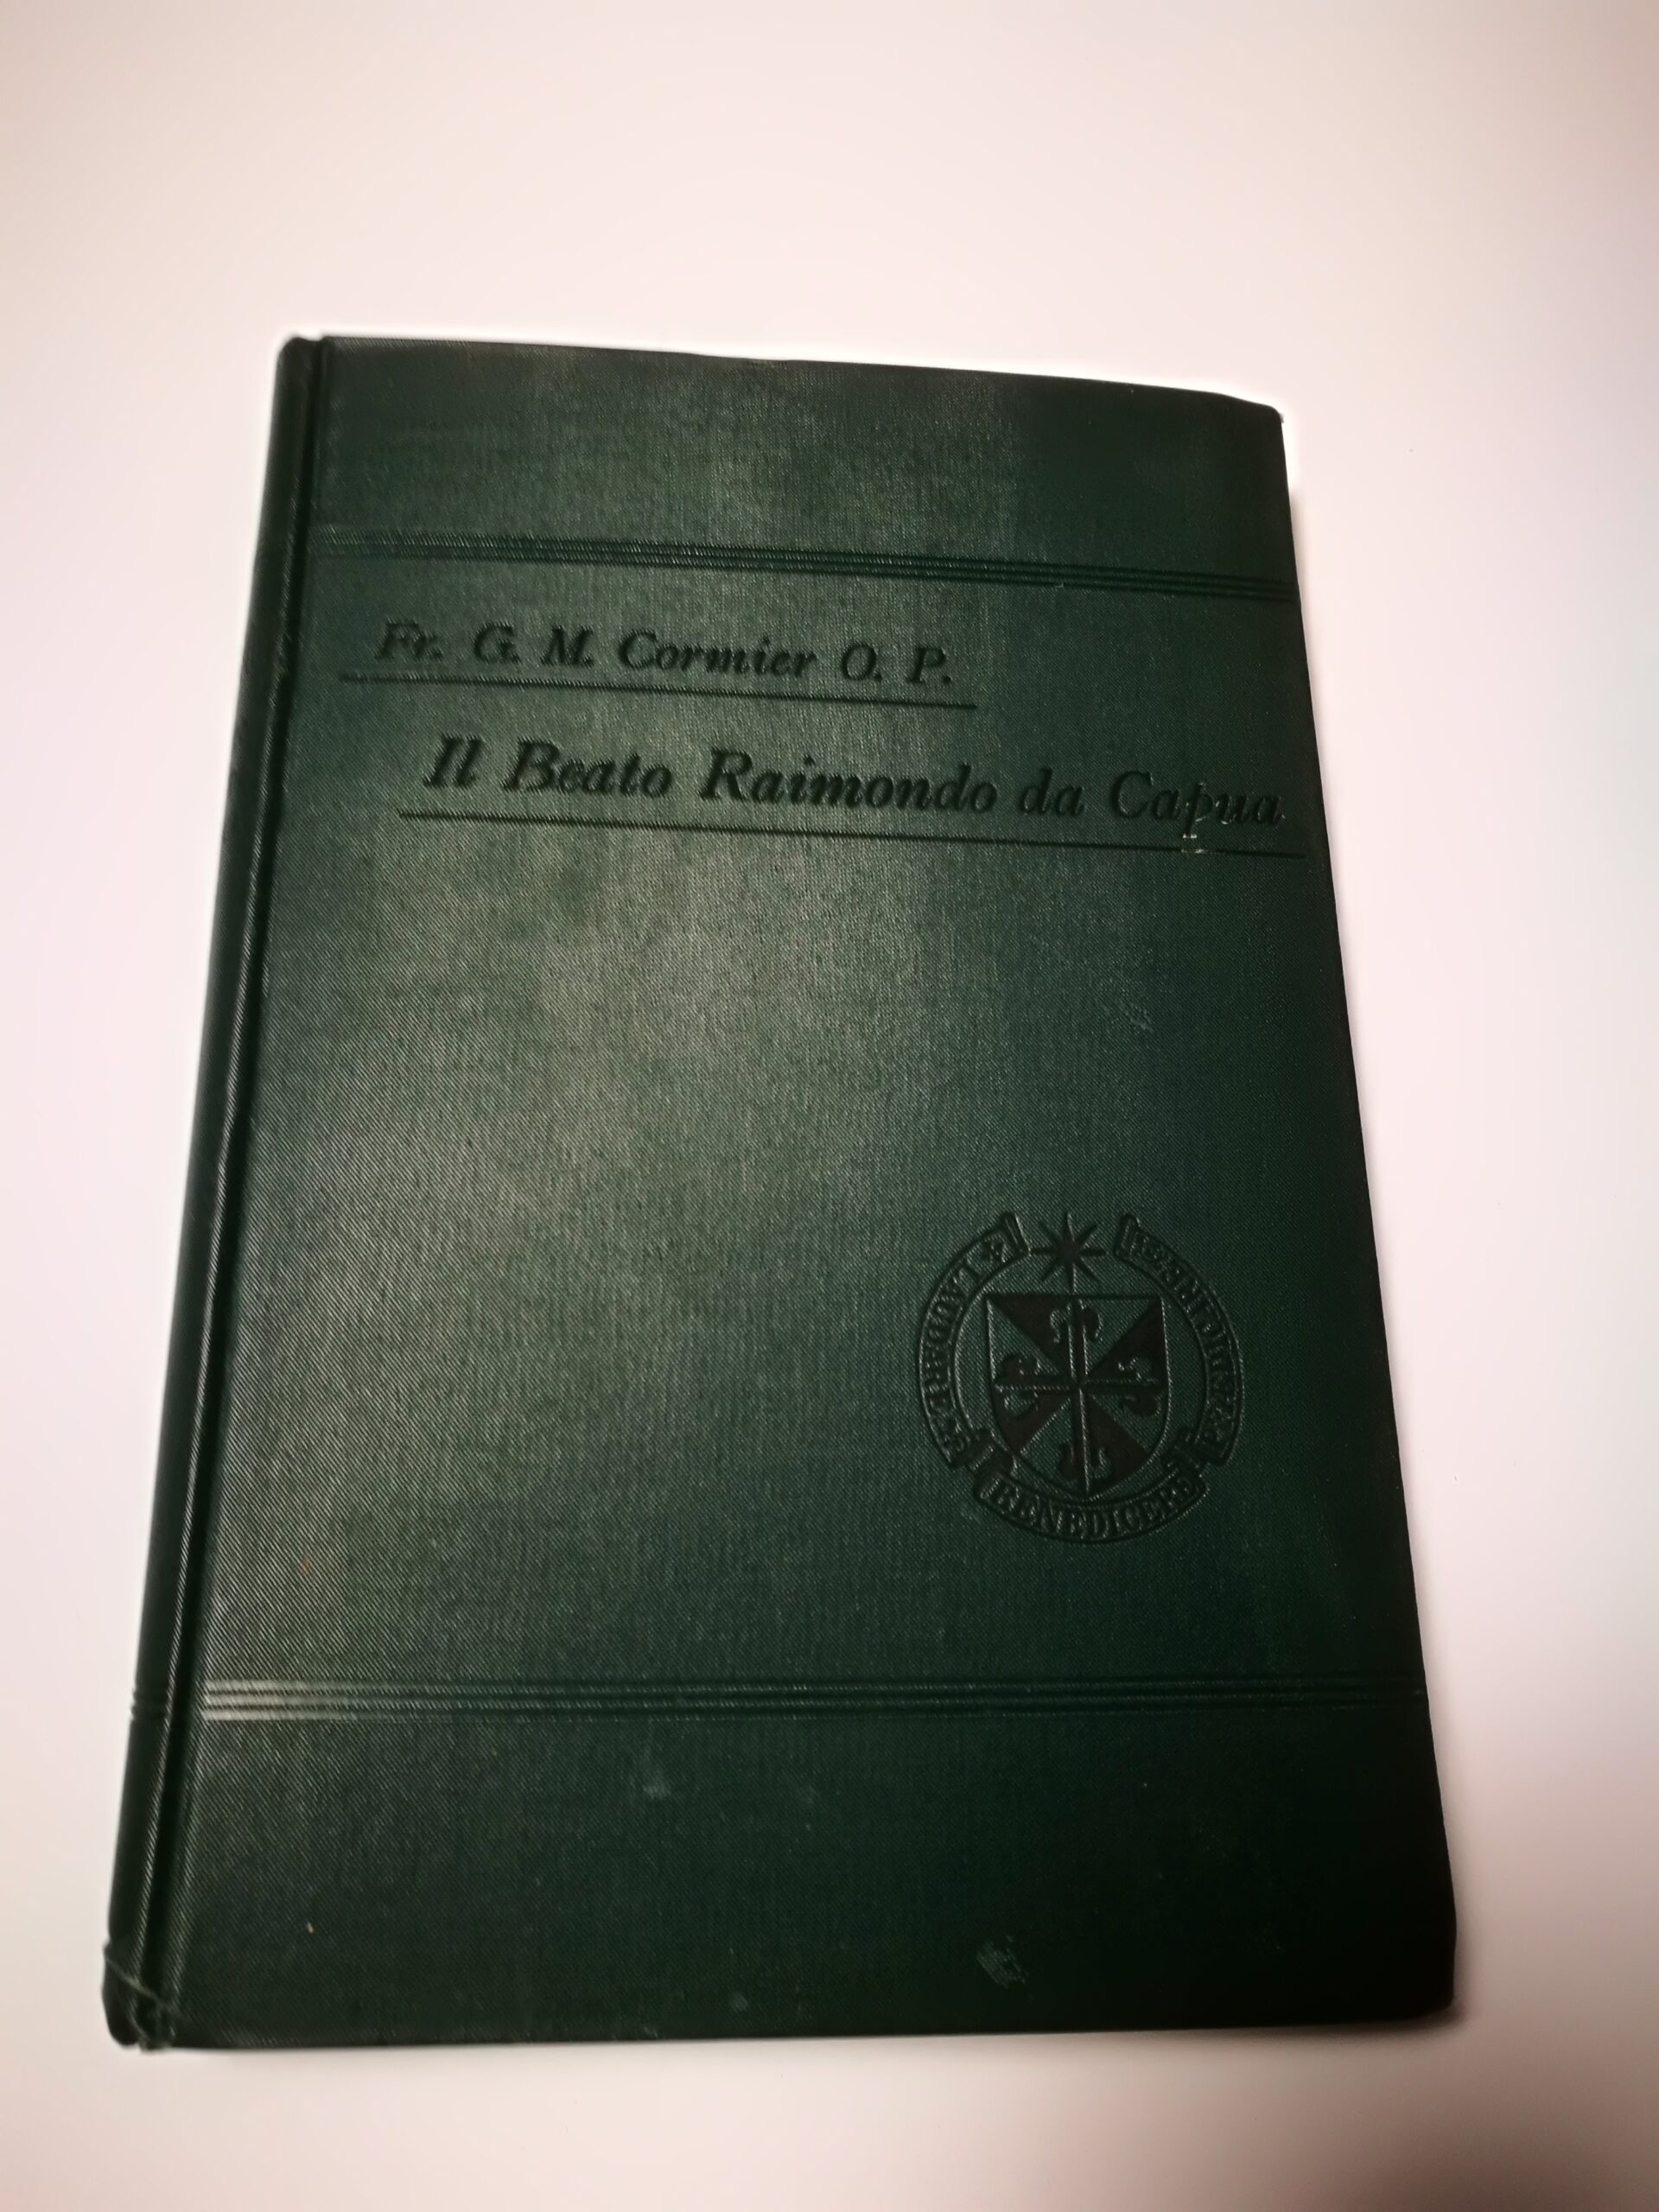 Fr. G. M. Cormier O. P.
Il Beato Raimondo da Capua
LAUDARE
BENEDICERE